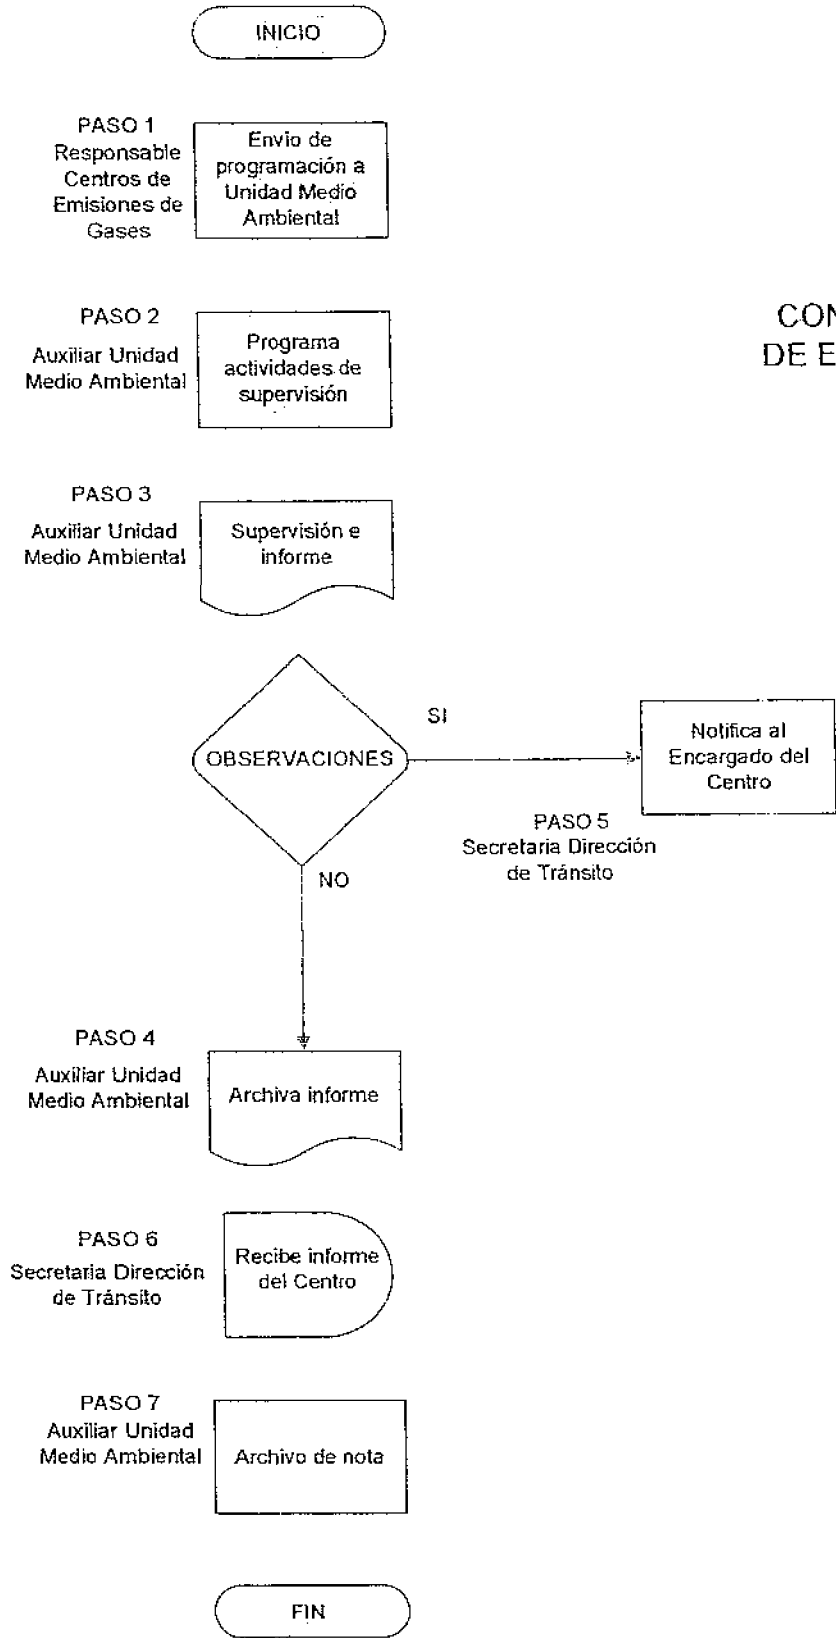 INICIO
PASO 1
Responsable
Centros de
Emisiones de
Gases
Envio de
programación a
Unidad Medio
Ambiental
PASO 2
Auxiliar Unidad
Medio Ambiental
Programa
actividades de
supervisión
CON
DE E
PASO 3
Auxiliar Unidad
Medio Ambiental
Supervisión e
informe
OBSERVACIONES
SI
Notifica al
Encargado del
Centro
PASO 5
Secretaria Dirección
de Tránsito
NO
PASO 4
Auxiliar Unidad
Medio Ambiental
Archiva informe
PASO 6
Secretaria Dirección
de Tránsito
Recibe informe
del Centro
PASO 7
Auxiliar Unidad
Medio Ambiental
Archivo de nota
FIN